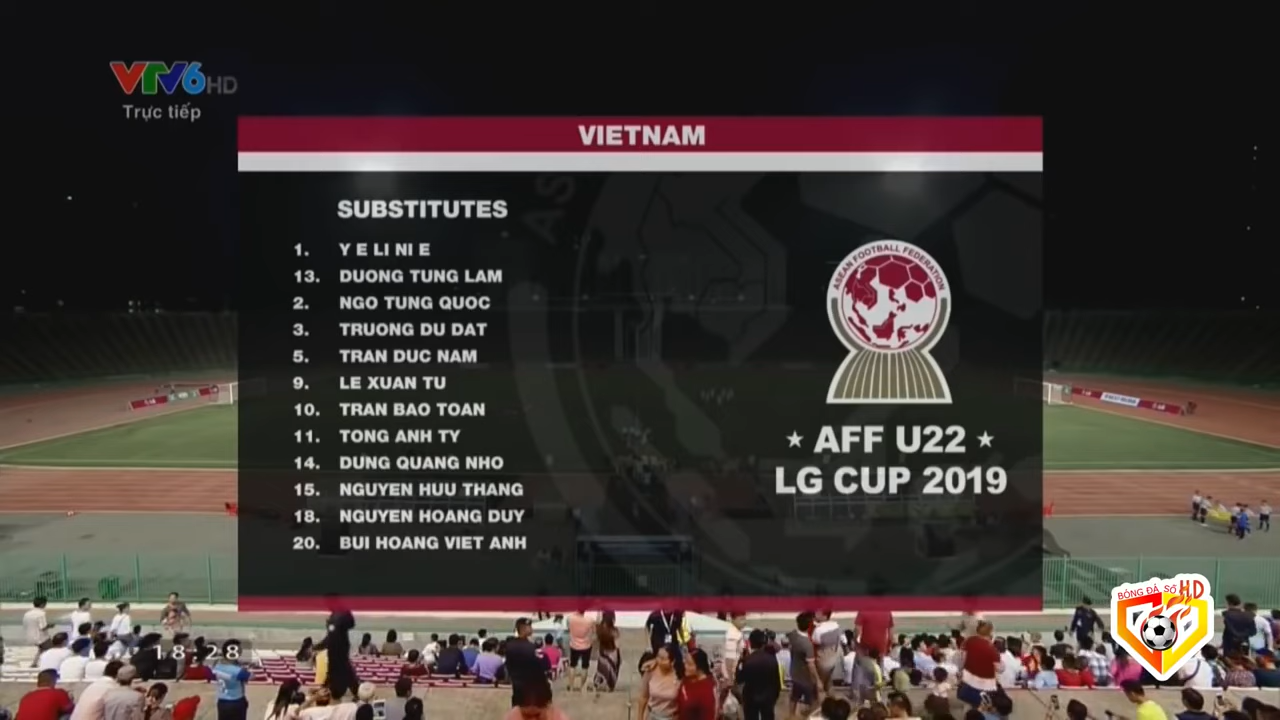 VTV6HD
Trực tiếp
VIETNAM
SUBSTITUTES
1. Y E LI NI E
13. DUONG TUNG LAM
2. NGO TUNG QUOC
3. TRUONG DU DAT
5. TRAN DUC NAM
9. LE XUAN TU
10. TRAN BAO TOAN
11. TONG ANH TY
14. DUNG QUANG NHO
15. NGUYEN HUU THANG
18. NGUYEN HOANG DUY
20. BUI HOANG VIET ANH
ASEAN FOOTBALL FEDERATION
★ AFF U22 ★
LG CUP 2019
BÓNG ĐÁ SỐ HD
18:28